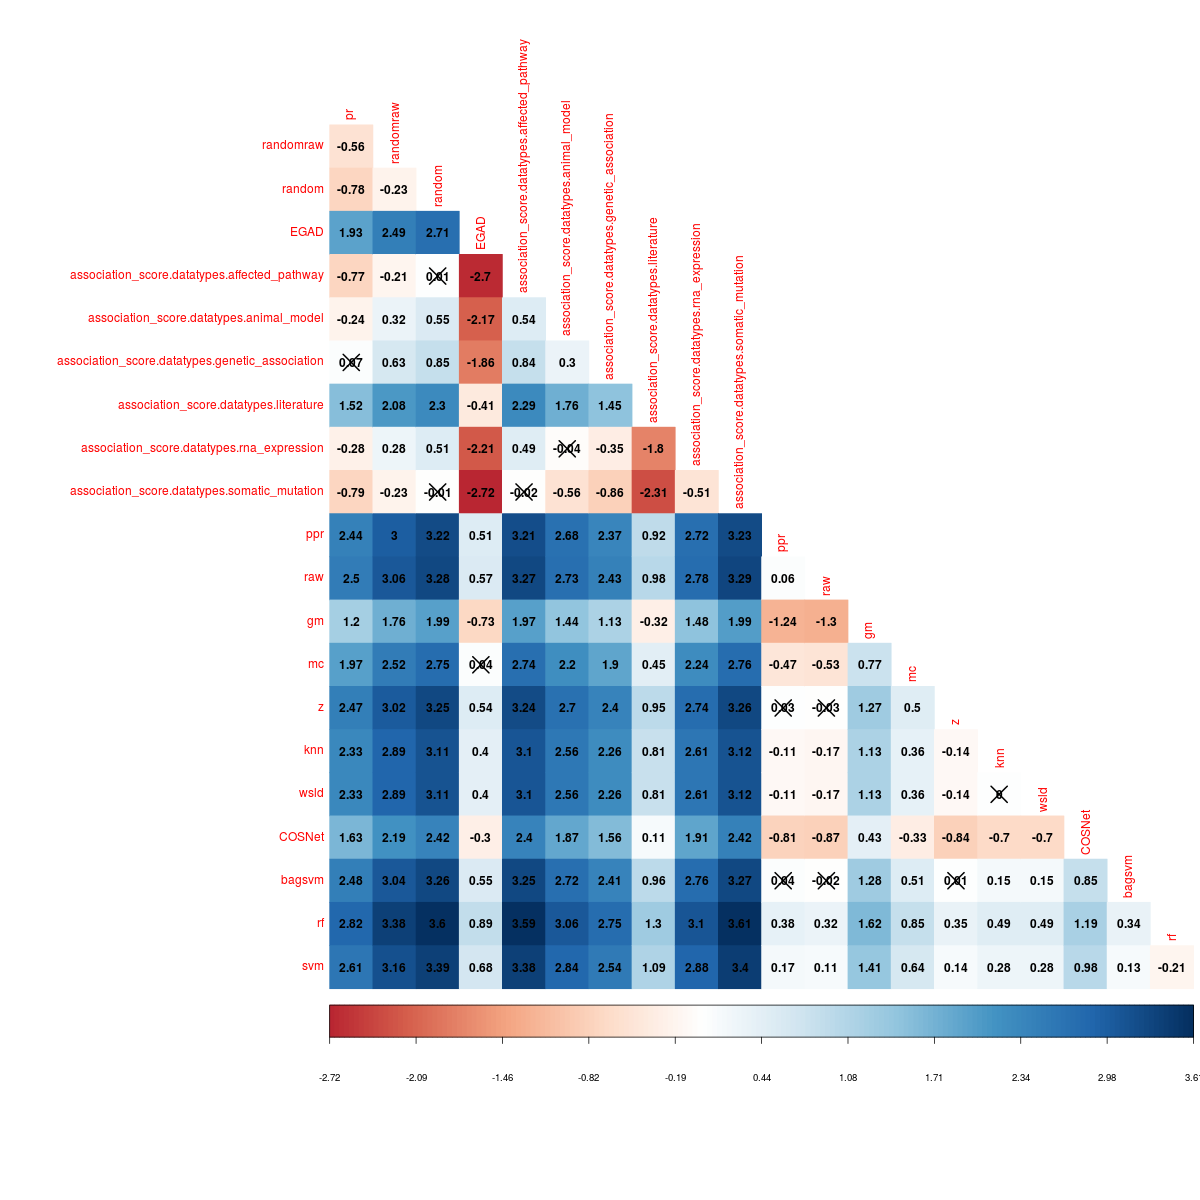 pr
randomraw
random
EGAD
association_score.datatypes.affected_pathway
association_score.datatypes.animal_model
association_score.datatypes.genetic_association
association_score.datatypes.literature
association_score.datatypes.rna_expression
association_score.datatypes.somatic_mutation
ppr
raw
gm
mc
z
knn
wsld
COSNet
bagsvm
rf
randomraw -0.56
random -0.78 -0.23
EGAD 1.93 2.49 2.71
association_score.datatypes.affected_pathway -0.77 -0.21 0.01 -2.7
association_score.datatypes.animal_model -0.24 0.32 0.55 -2.17 0.54
association_score.datatypes.genetic_association 0.07 0.63 0.85 -1.86 0.84 0.3
association_score.datatypes.literature 1.52 2.08 2.3 -0.41 2.29 1.76 1.45
association_score.datatypes.rna_expression -0.28 0.28 0.51 -2.21 0.49 -0.04 -0.35 -1.8
association_score.datatypes.somatic_mutation -0.79 -0.23 -0.01 -2.72 -0.02 -0.56 -0.86 -2.31 -0.51
ppr 2.44 3 3.22 0.51 3.21 2.68 2.37 0.92 2.72 3.23
raw 2.5 3.06 3.28 0.57 3.27 2.73 2.43 0.98 2.78 3.29 0.06
gm 1.2 1.76 1.99 -0.73 1.97 1.44 1.13 -0.32 1.48 1.99 -1.24 -1.3
mc 1.97 2.52 2.75 0.04 2.74 2.2 1.9 0.45 2.24 2.76 -0.47 -0.53 0.77
z 2.47 3.02 3.25 0.54 3.24 2.7 2.4 0.95 2.74 3.26 0.03 -0.03 1.27 0.5
knn 2.33 2.89 3.11 0.4 3.1 2.56 2.26 0.81 2.61 3.12 -0.11 -0.17 1.13 0.36 -0.14
wsld 2.33 2.89 3.11 0.4 3.1 2.56 2.26 0.81 2.61 3.12 -0.11 -0.17 1.13 0.36 -0.14 0
COSNet 1.63 2.19 2.42 -0.3 2.4 1.87 1.56 0.11 1.91 2.42 -0.81 -0.87 0.43 -0.33 -0.84 -0.7 -0.7
bagsvm 2.48 3.04 3.26 0.55 3.25 2.72 2.41 0.96 2.76 3.27 0.04 -0.02 1.28 0.51 0.01 0.15 0.15 0.85
rf 2.82 3.38 3.6 0.89 3.59 3.06 2.75 1.3 3.1 3.61 0.38 0.32 1.62 0.85 0.35 0.49 0.49 1.19 0.34
svm 2.61 3.16 3.39 0.68 3.38 2.84 2.54 1.09 2.88 3.4 0.17 0.11 1.41 0.64 0.14 0.28 0.28 0.98 0.13 -0.21
-2.72 -2.09 -1.46 -0.82 -0.19 0.44 1.08 1.71 2.34 2.98